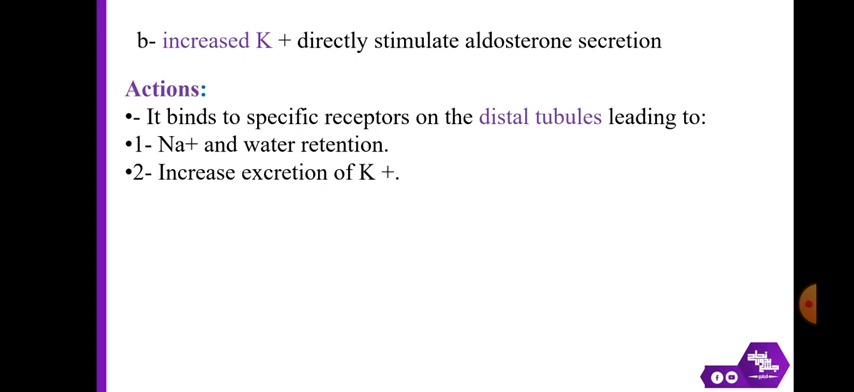 b- increased K + directly stimulate aldosterone secretion
Actions:
•- It binds to specific receptors on the distal tubules leading to:
•1- Na+ and water retention.
•2- Increase excretion of K +.